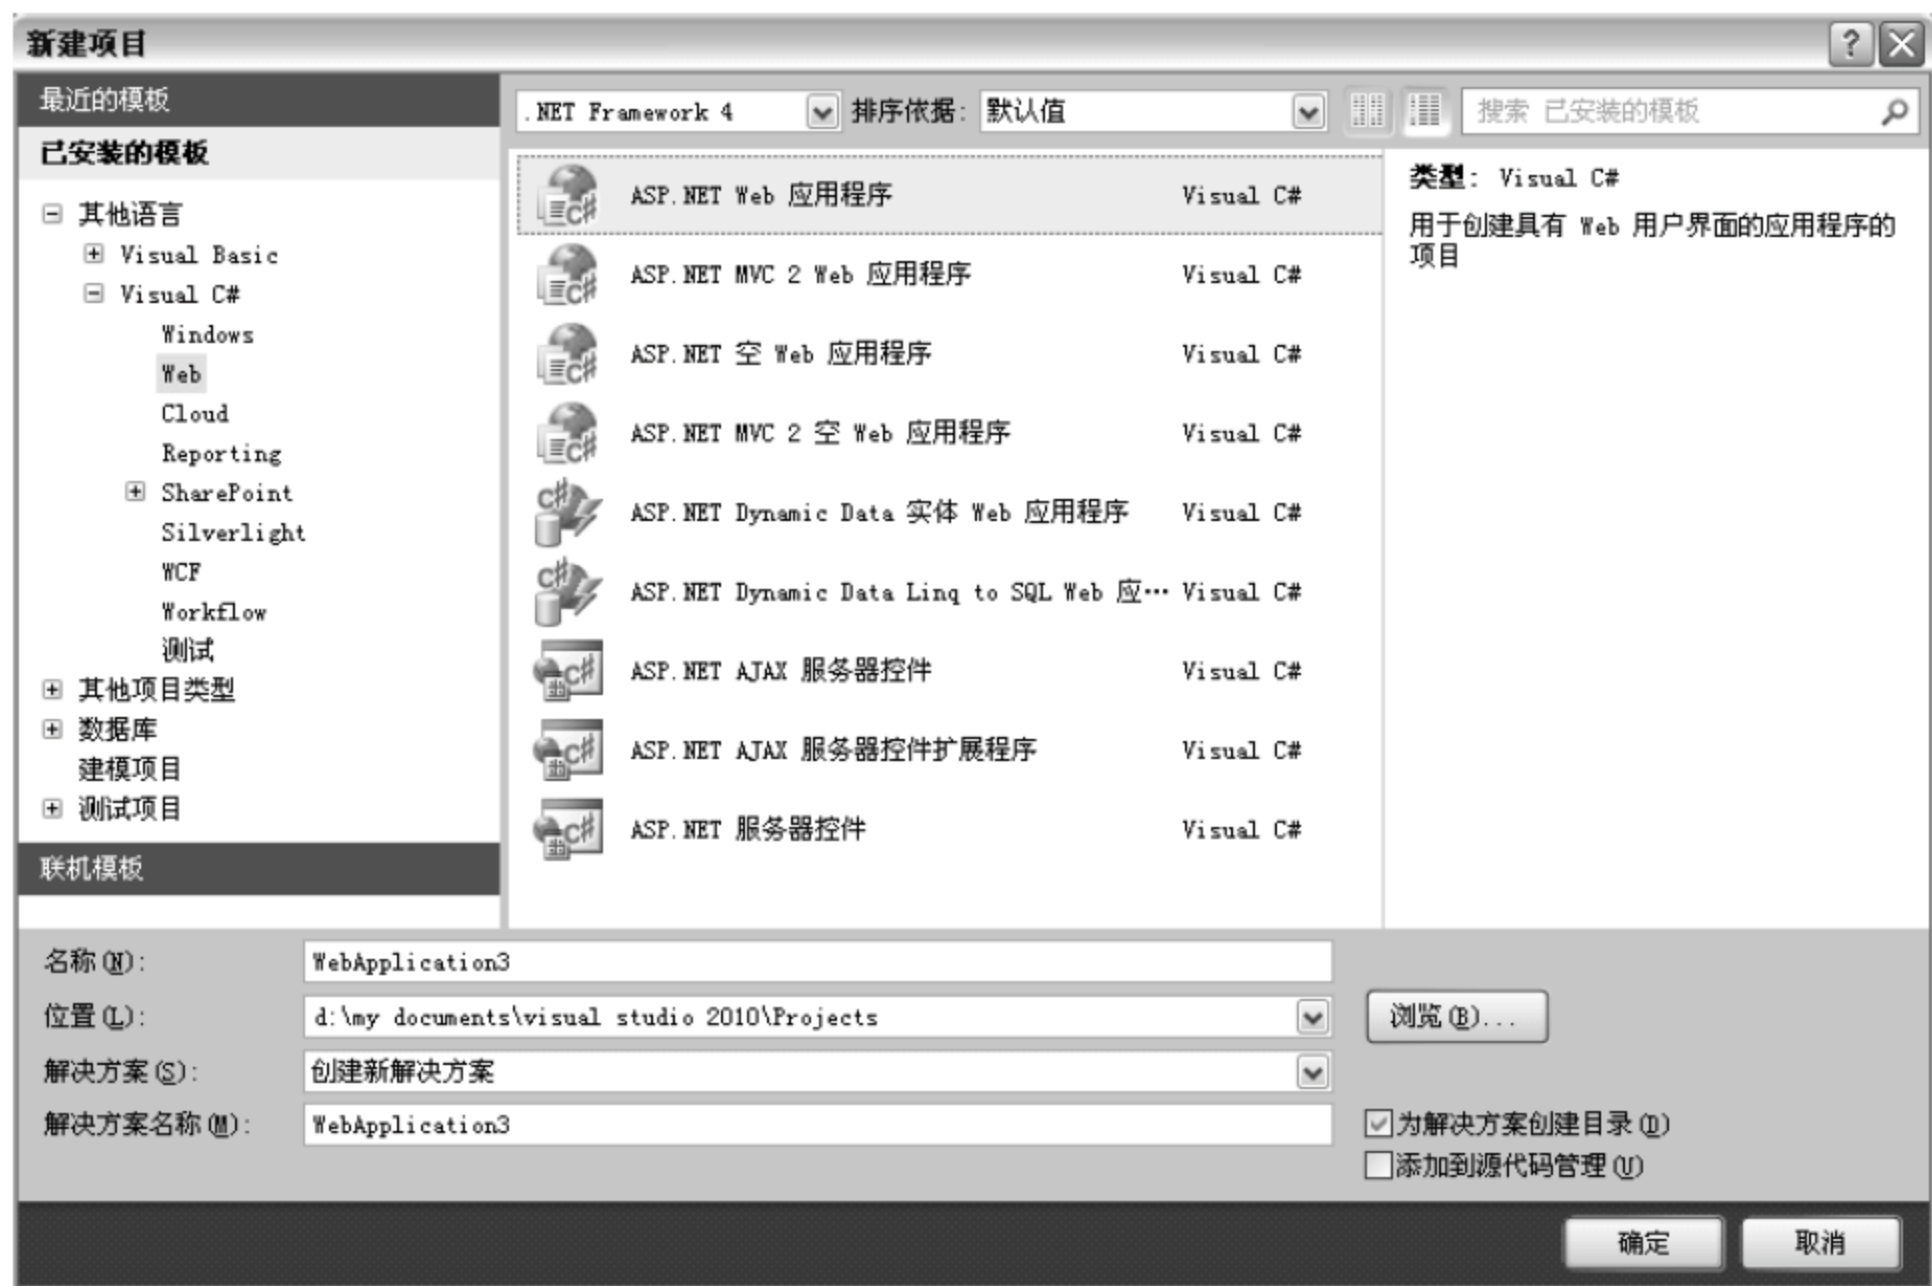 新建项目
最近的模板
已安装的模板
其他语言
Visual Basic
Visual C#
Windows
Web
Cloud
Reporting
SharePoint
Silverlight
WCF
Workflow
测试
其他项目类型
数据库
建模项目
测试项目
联机模板
.NET Framework 4 排序依据: 默认值 搜索 已安装的模板
ASP.NET Web 应用程序 Visual C#
ASP.NET MVC 2 Web 应用程序 Visual C#
ASP.NET 空 Web 应用程序 Visual C#
ASP.NET MVC 2 空 Web 应用程序 Visual C#
ASP.NET Dynamic Data 实体 Web 应用程序 Visual C#
ASP.NET Dynamic Data Linq to SQL Web 应… Visual C#
ASP.NET AJAX 服务器控件 Visual C#
ASP.NET AJAX 服务器控件扩展程序 Visual C#
ASP.NET 服务器控件 Visual C#
类型: Visual C#
用于创建具有 Web 用户界面的应用程序的
项目
名称(N): WebApplication3
位置(L): d:\my documents\visual studio 2010\Projects 浏览(B)...
解决方案(S): 创建新解决方案
解决方案名称(M): WebApplication3 为解决方案创建目录(D)
添加到源代码管理(U)
确定 取消